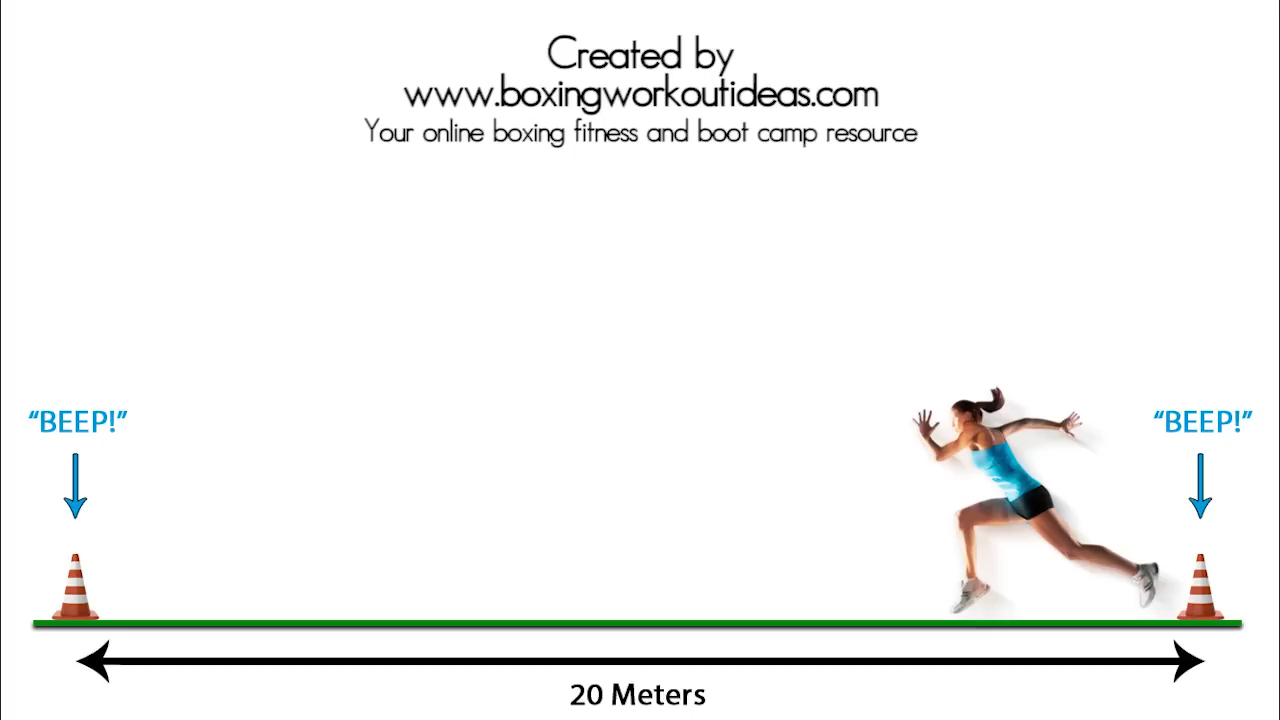 Created by
www.boxingworkoutideas.com
Your online boxing fitness and boot camp resource
“BEEP!”
“BEEP!”
20 Meters